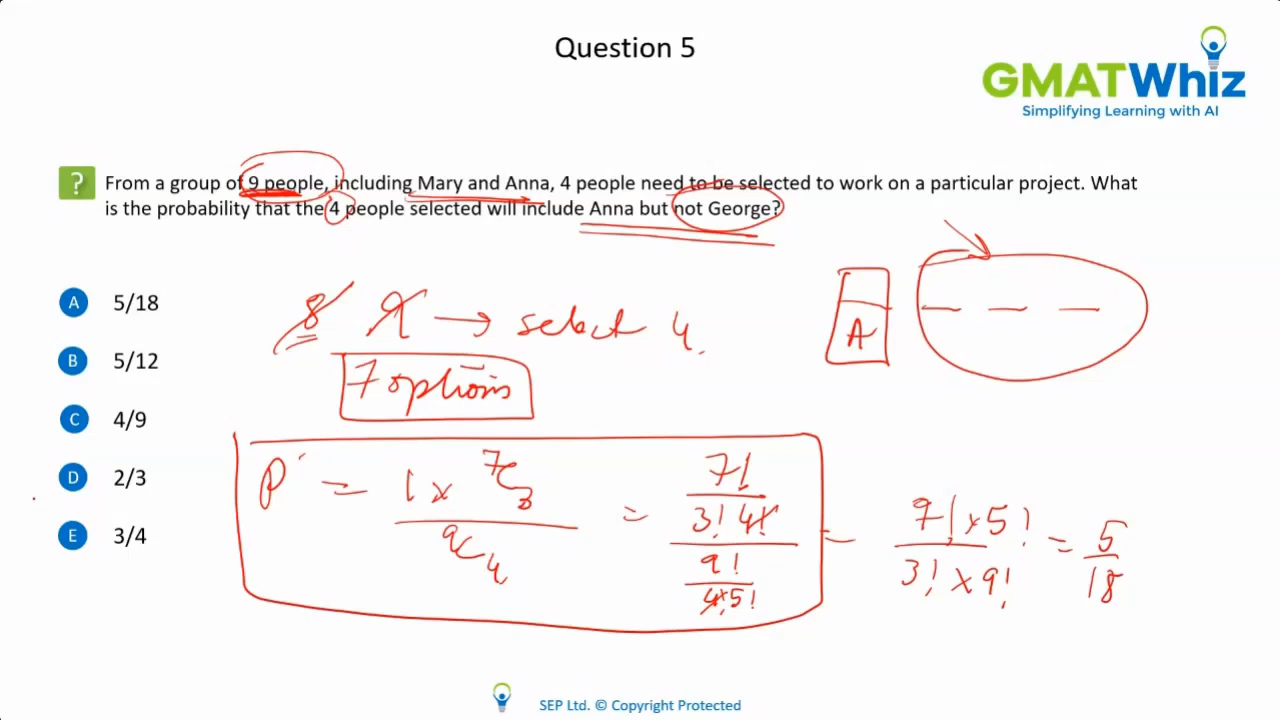 Question 5
GMATWhiz
Simplifying Learning with AI
? From a group of 9 people, including Mary and Anna, 4 people need to be selected to work on a particular project. What
is the probability that the 4 people selected will include Anna but not George?
A 5/18
B 5/12
C 4/9
D 2/3
E 3/4
8 9 → select 4.
7 options
A
P = 1 x 7C3 / 9C4 = 7!/3! 4! / 9!/4! 5! = 7! x 5! / 3! x 9! = 5/18
SEP Ltd. © Copyright Protected